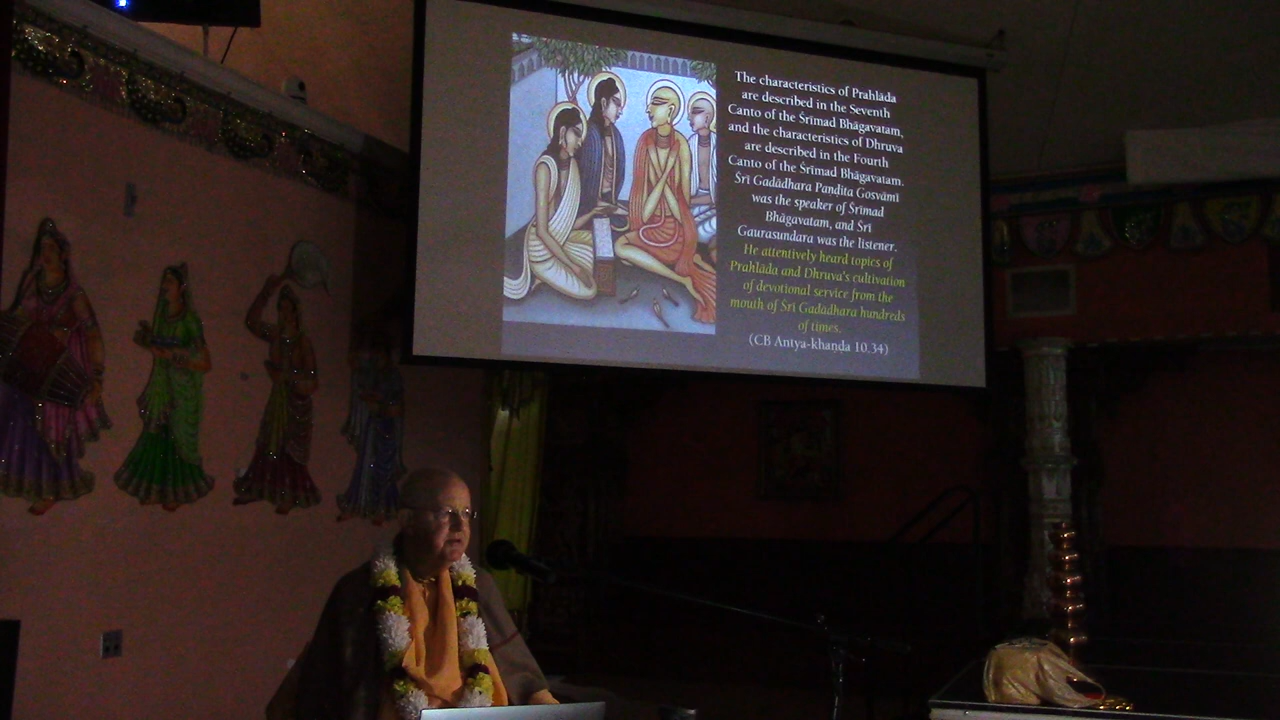 The characteristics of Prahlāda
are described in the Seventh
Canto of the Śrīmad Bhāgavatam,
and the characteristics of Dhruva
are described in the Fourth
Canto of the Śrīmad Bhāgavatam.
Śrī Gadādhara Paṇḍita Gosvāmī
was the speaker of Śrīmad
Bhāgavatam, and Śrī
Gaurasundara was the listener.
He attentively heard topics of
Prahlāda and Dhruva's cultivation
of devotional service from the
mouth of Śrī Gadādhara hundreds
of times.
(CB Antya-khaṇḍa 10.34)